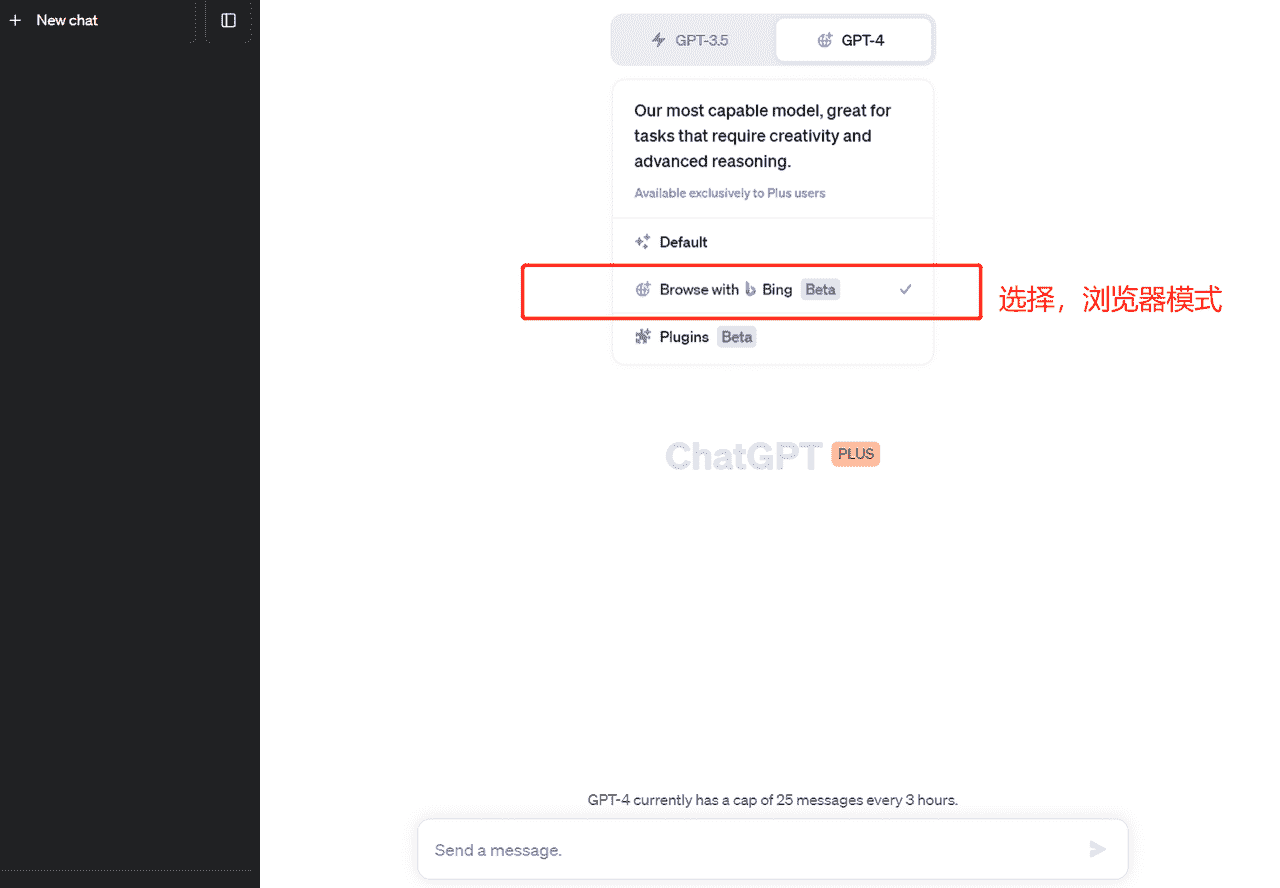 New chat
GPT-3.5
GPT-4
Our most capable model, great for
tasks that require creativity and
advanced reasoning.
Available exclusively to Plus users
Default
Browse with Bing Beta
选择，浏览器模式
Plugins Beta
ChatGPT PLUS
GPT-4 currently has a cap of 25 messages every 3 hours.
Send a message.